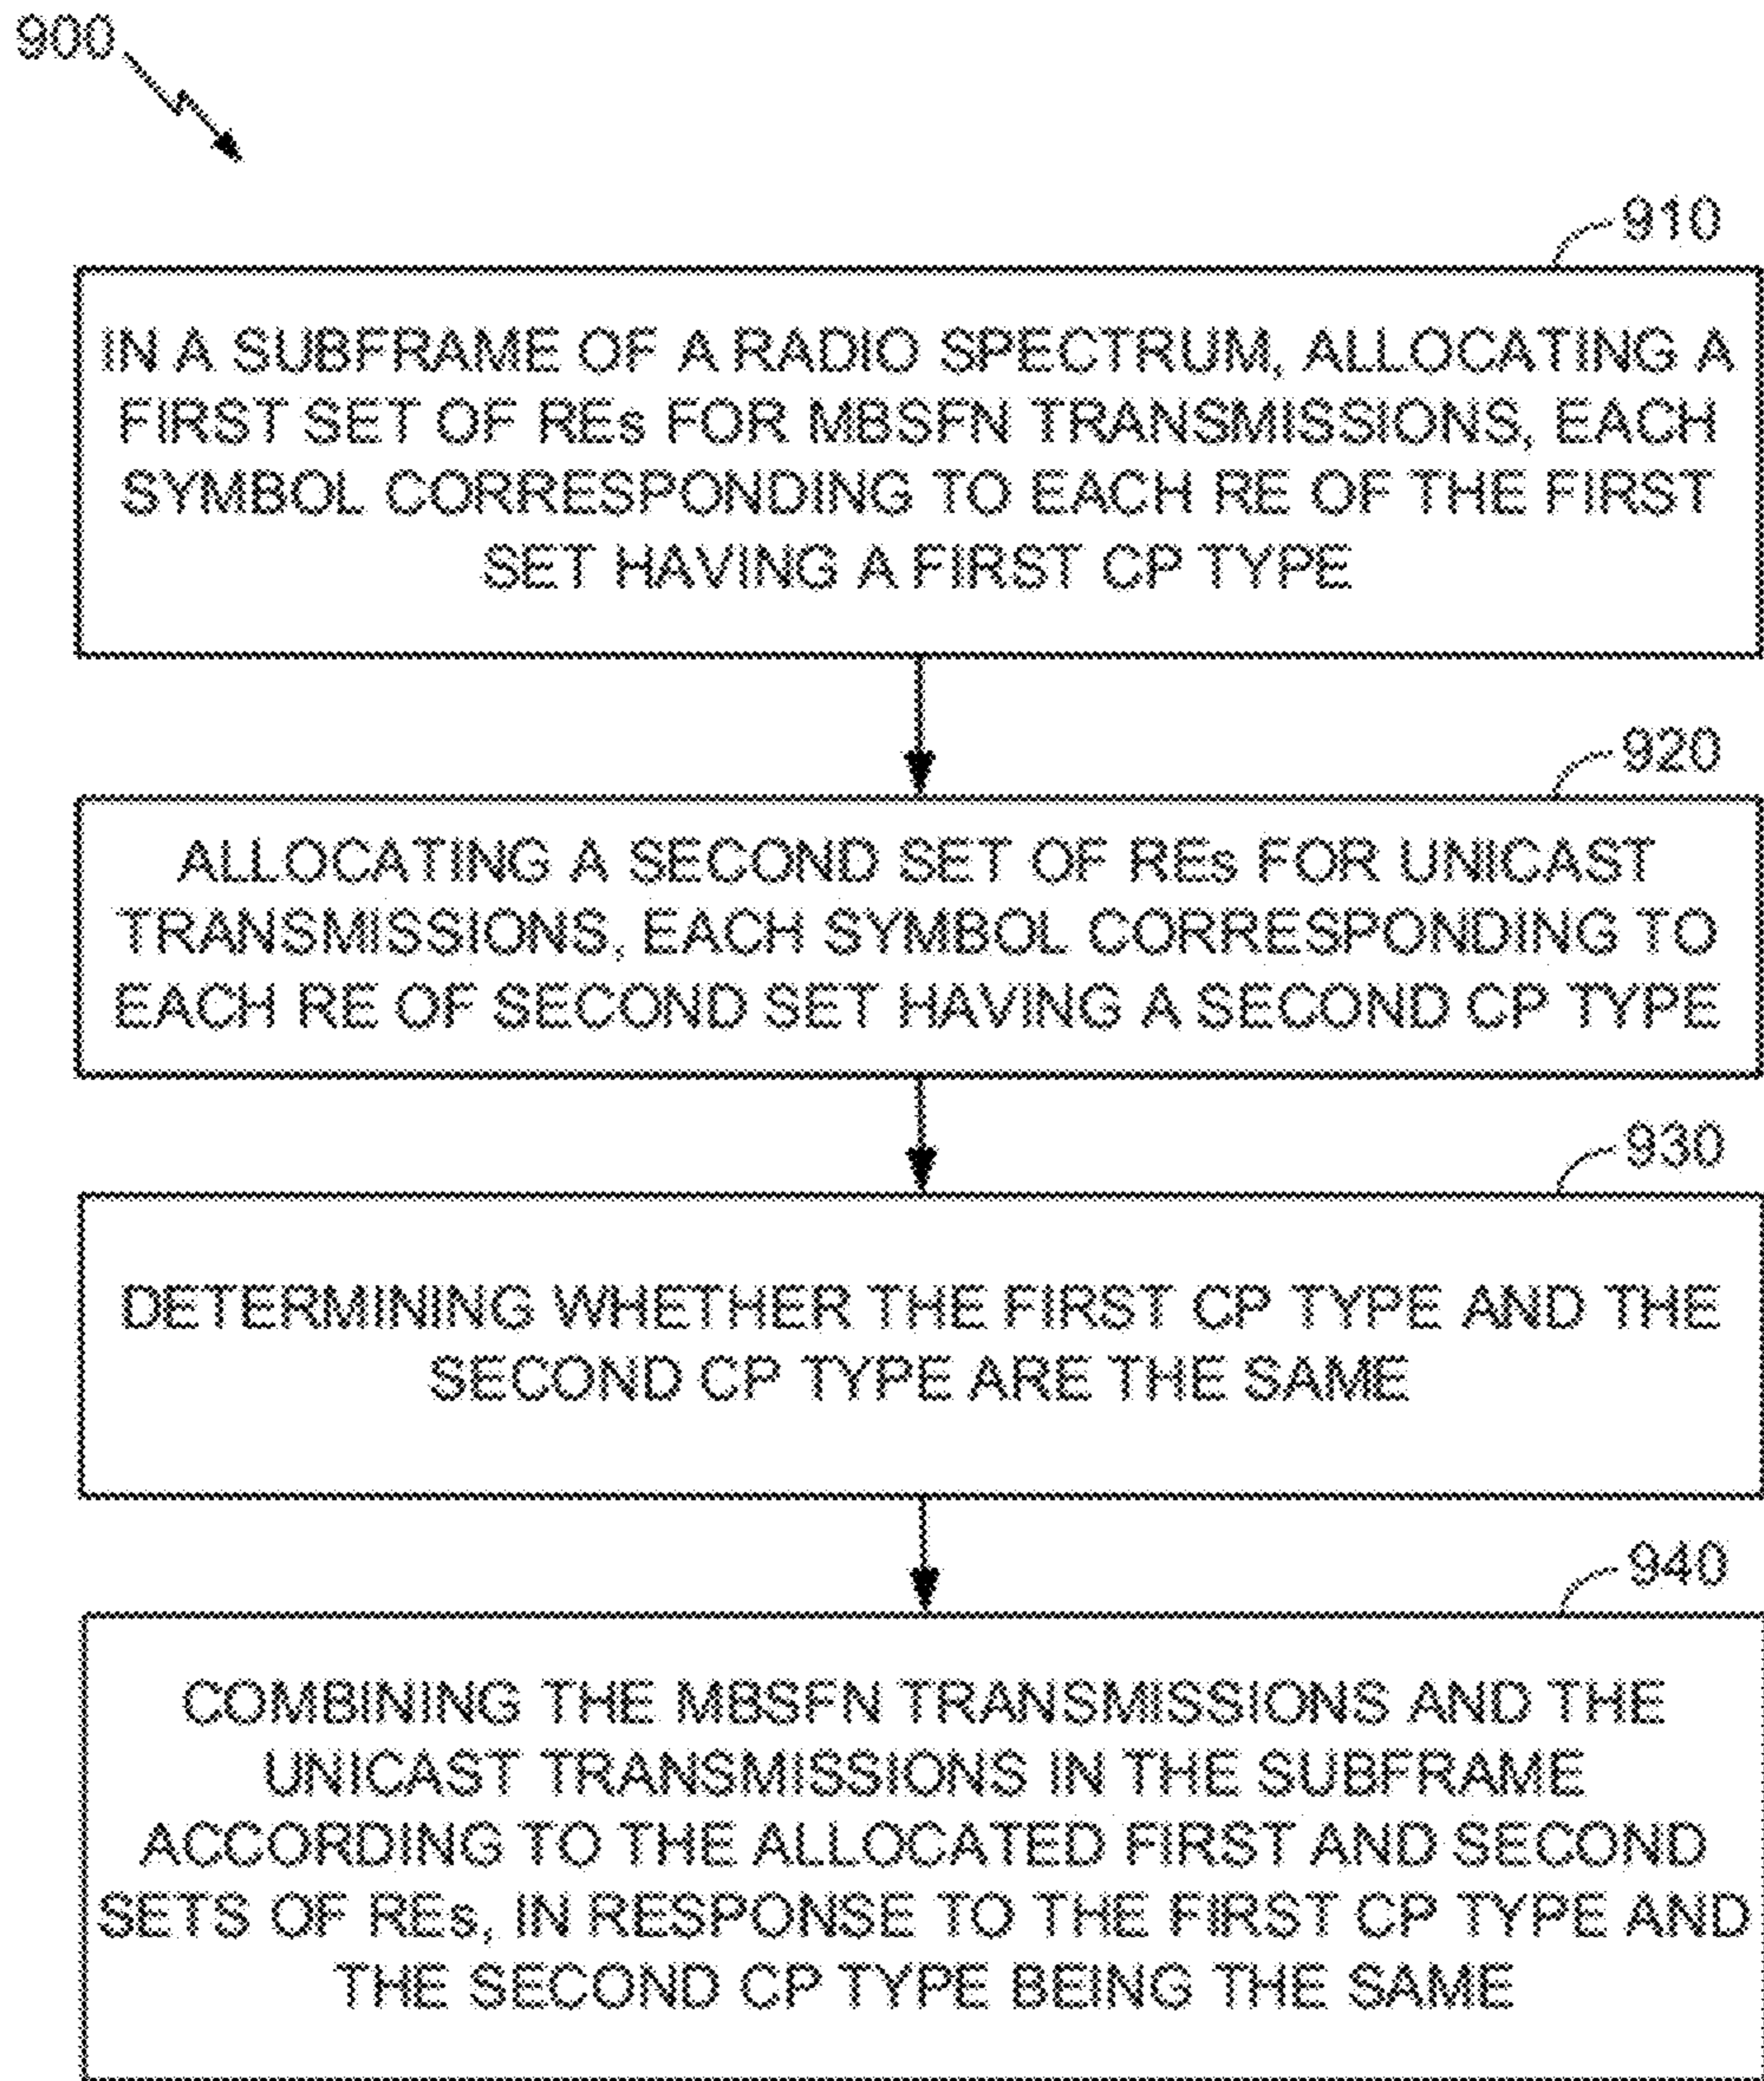 900
910
IN A SUBFRAME OF A RADIO SPECTRUM, ALLOCATING A
FIRST SET OF REs FOR MBSFN TRANSMISSIONS, EACH
SYMBOL CORRESPONDING TO EACH RE OF THE FIRST
SET HAVING A FIRST CP TYPE
920
ALLOCATING A SECOND SET OF REs FOR UNICAST
TRANSMISSIONS, EACH SYMBOL CORRESPONDING TO
EACH RE OF SECOND SET HAVING A SECOND CP TYPE
930
DETERMINING WHETHER THE FIRST CP TYPE AND THE
SECOND CP TYPE ARE THE SAME
940
COMBINING THE MBSFN TRANSMISSIONS AND THE
UNICAST TRANSMISSIONS IN THE SUBFRAME
ACCORDING TO THE ALLOCATED FIRST AND SECOND
SETS OF REs, IN RESPONSE TO THE FIRST CP TYPE AND
THE SECOND CP TYPE BEING THE SAME